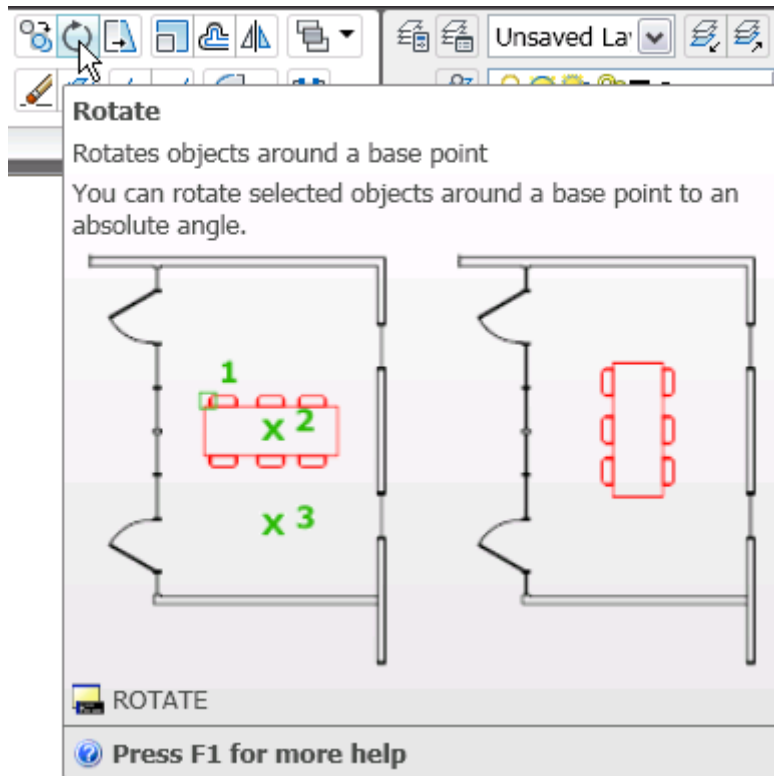 Unsaved La
Rotate
Rotates objects around a base point
You can rotate selected objects around a base point to an
absolute angle.
1
X 2
X 3
ROTATE
Press F1 for more help